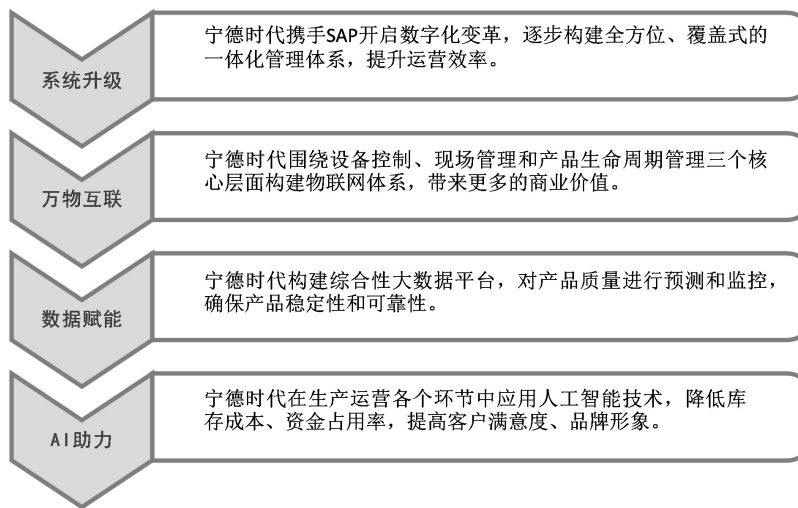 系统升级
宁德时代携手SAP开启数字化变革，逐步构建全方位、覆盖式的
一体化管理体系，提升运营效率。
万物互联
宁德时代围绕设备控制、现场管理和产品生命周期管理三个核
心层面构建物联网体系，带来更多的商业价值。
数据赋能
宁德时代构建综合性大数据平台，对产品质量进行预测和监控，
确保产品稳定性和可靠性。
AI助力
宁德时代在生产运营各个环节中应用人工智能技术，降低库
存成本、资金占用率，提高客户满意度、品牌形象。